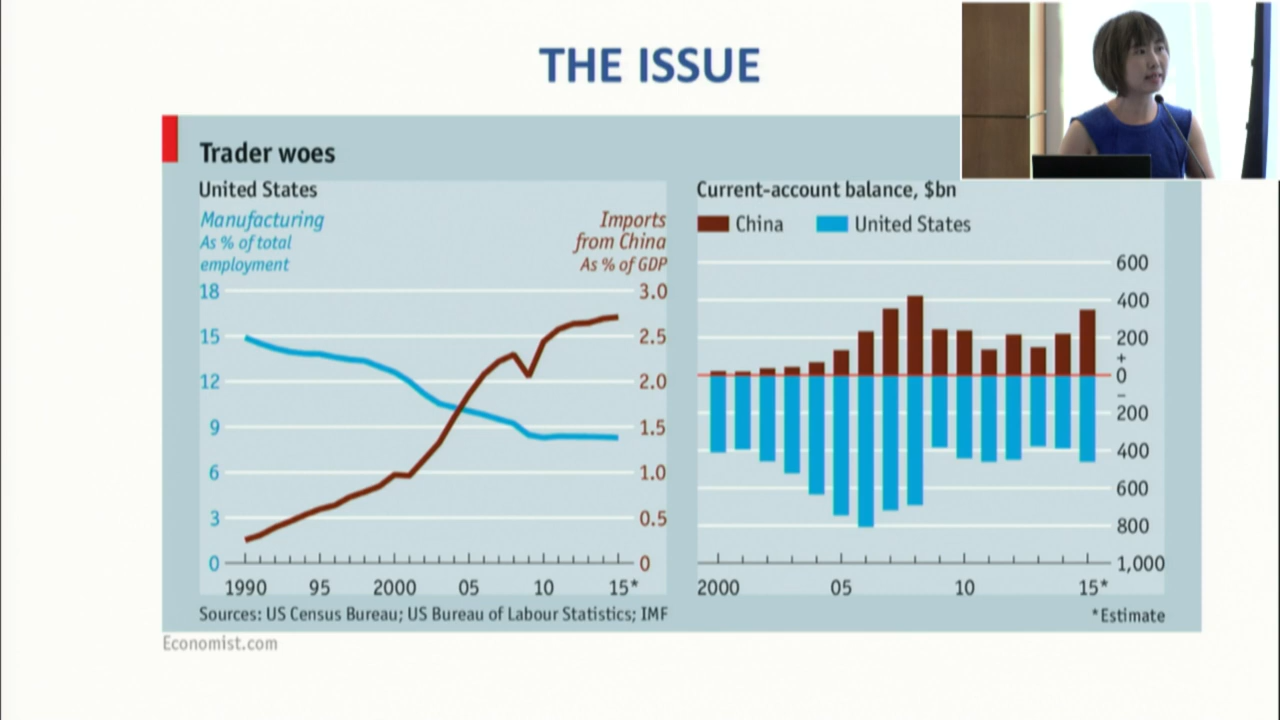 THE ISSUE
Trader woes
United States
Manufacturing
As % of total
employment
Imports
from China
As % of GDP
18
15
12
9
6
3
0
3.0
2.5
2.0
1.5
1.0
0.5
0
1990 95 2000 05 10 15*
Sources: US Census Bureau; US Bureau of Labour Statistics; IMF
Current-account balance, $bn
China United States
600
400
200
+
0
–
200
400
600
800
1,000
2000 05 10 15*
*Estimate
Economist.com